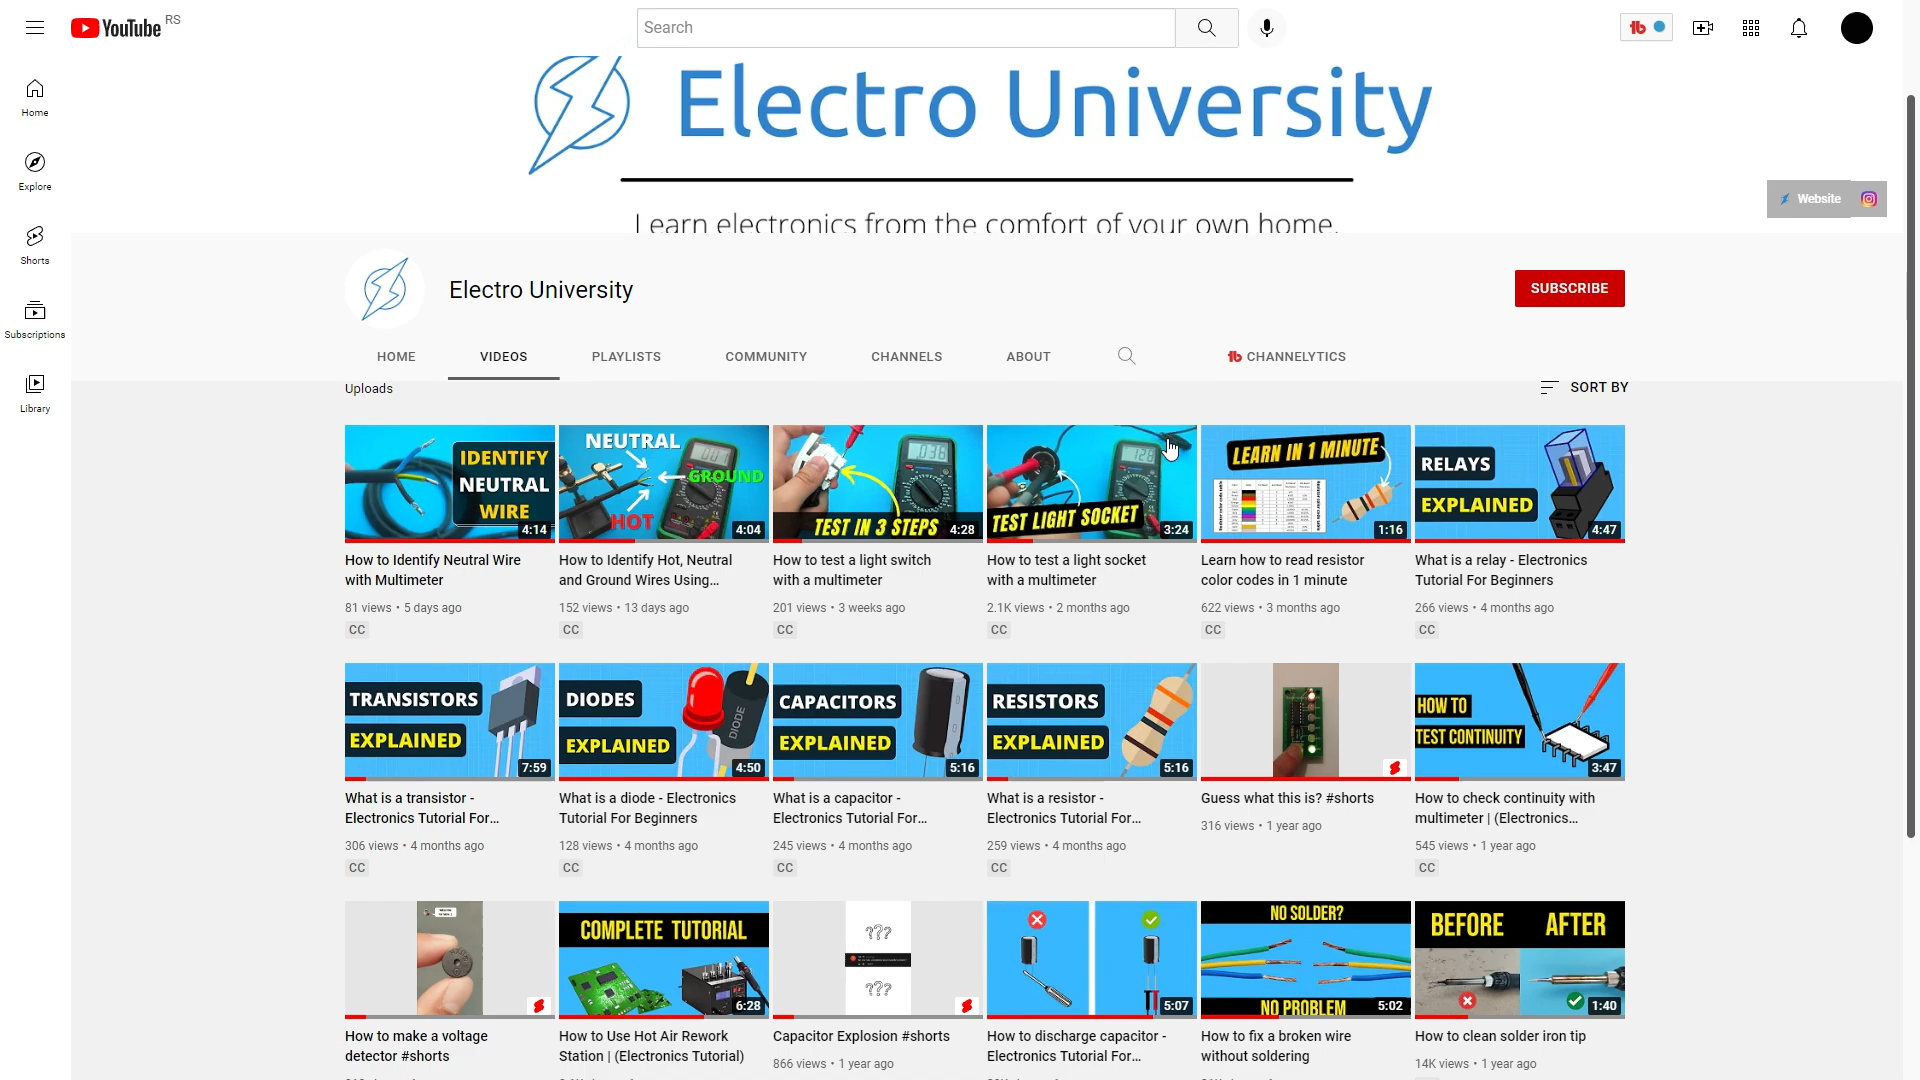 YouTube RS
Search
Home
Explore
Shorts
Subscriptions
Library
Electro University
Learn electronics from the comfort of your own home.
Website
Electro University
SUBSCRIBE
HOME VIDEOS PLAYLISTS COMMUNITY CHANNELS ABOUT CHANNELYTICS
Uploads
SORT BY
IDENTIFY
NEUTRAL
WIRE
4:14
How to Identify Neutral Wire
with Multimeter
81 views • 5 days ago
CC
NEUTRAL
GROUND
HOT
4:04
How to Identify Hot, Neutral
and Ground Wires Using...
152 views • 13 days ago
CC
TEST IN 3 STEPS
4:28
How to test a light switch
with a multimeter
201 views • 3 weeks ago
CC
TEST LIGHT SOCKET
3:24
How to test a light socket
with a multimeter
2.1K views • 2 months ago
CC
LEARN IN 1 MINUTE
1:16
Learn how to read resistor
color codes in 1 minute
622 views • 3 months ago
CC
RELAYS
EXPLAINED
4:47
What is a relay - Electronics
Tutorial For Beginners
266 views • 4 months ago
CC
TRANSISTORS
EXPLAINED
7:59
What is a transistor -
Electronics Tutorial For...
306 views • 4 months ago
CC
DIODES
EXPLAINED
DIODE
4:50
What is a diode - Electronics
Tutorial For Beginners
128 views • 4 months ago
CC
CAPACITORS
EXPLAINED
5:16
What is a capacitor -
Electronics Tutorial For...
245 views • 4 months ago
CC
RESISTORS
EXPLAINED
5:16
What is a resistor -
Electronics Tutorial For...
259 views • 4 months ago
CC
Guess what this is? #shorts
316 views • 1 year ago
HOW TO
TEST CONTINUITY
3:47
How to check continuity with
multimeter | (Electronics...
545 views • 1 year ago
CC
How to make a voltage
detector #shorts
COMPLETE TUTORIAL
6:28
How to Use Hot Air Rework
Station | (Electronics Tutorial)
???
???
Capacitor Explosion #shorts
866 views • 1 year ago
5:07
How to discharge capacitor -
Electronics Tutorial For...
NO SOLDER?
NO PROBLEM
5:02
How to fix a broken wire
without soldering
BEFORE AFTER
1:40
How to clean solder iron tip
14K views • 1 year ago